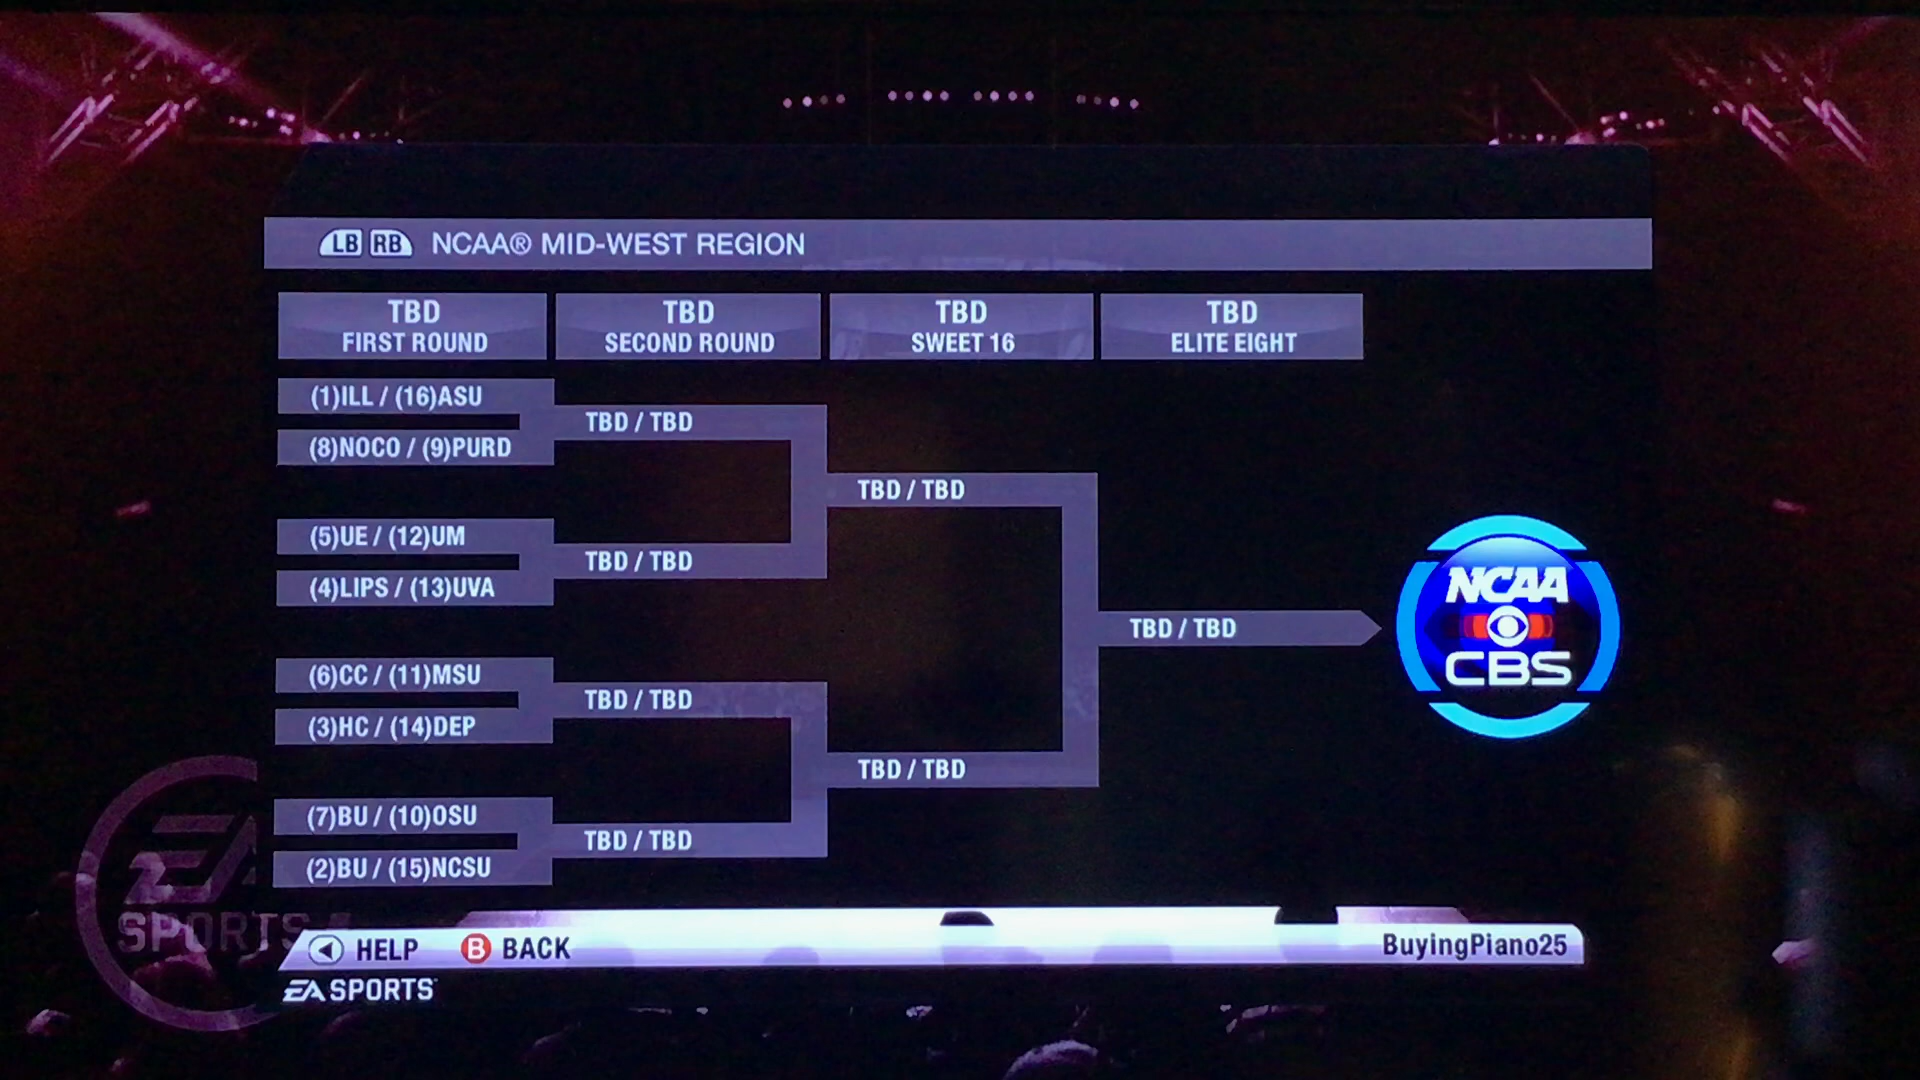 LB RB NCAA® MID-WEST REGION
TBD
FIRST ROUND
TBD
SECOND ROUND
TBD
SWEET 16
TBD
ELITE EIGHT
(1)ILL / (16)ASU
(8)NOCO / (9)PURD
(5)UE / (12)UM
(4)LIPS / (13)UVA
(6)CC / (11)MSU
(3)HC / (14)DEP
(7)BU / (10)OSU
(2)BU / (15)NCSU
TBD / TBD
TBD / TBD
TBD / TBD
TBD / TBD
TBD / TBD
TBD / TBD
TBD / TBD
NCAA
CBS
EA
SPORTS
HELP B BACK
BuyingPiano25
EA SPORTS